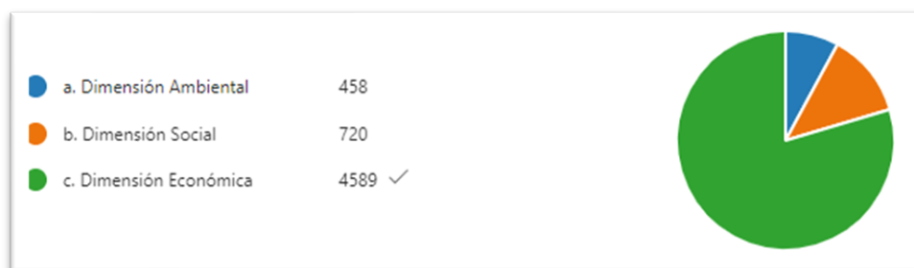 a. Dimensión Ambiental 458
b. Dimensión Social 720
c. Dimensión Económica 4589